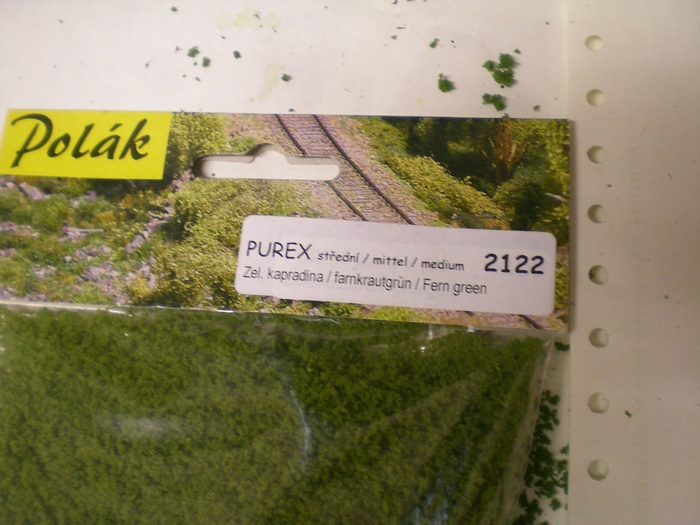 Polák
PUREX střední / mittel / medium 2122
Zel. kapradina / farnkrautgrün / Fern green